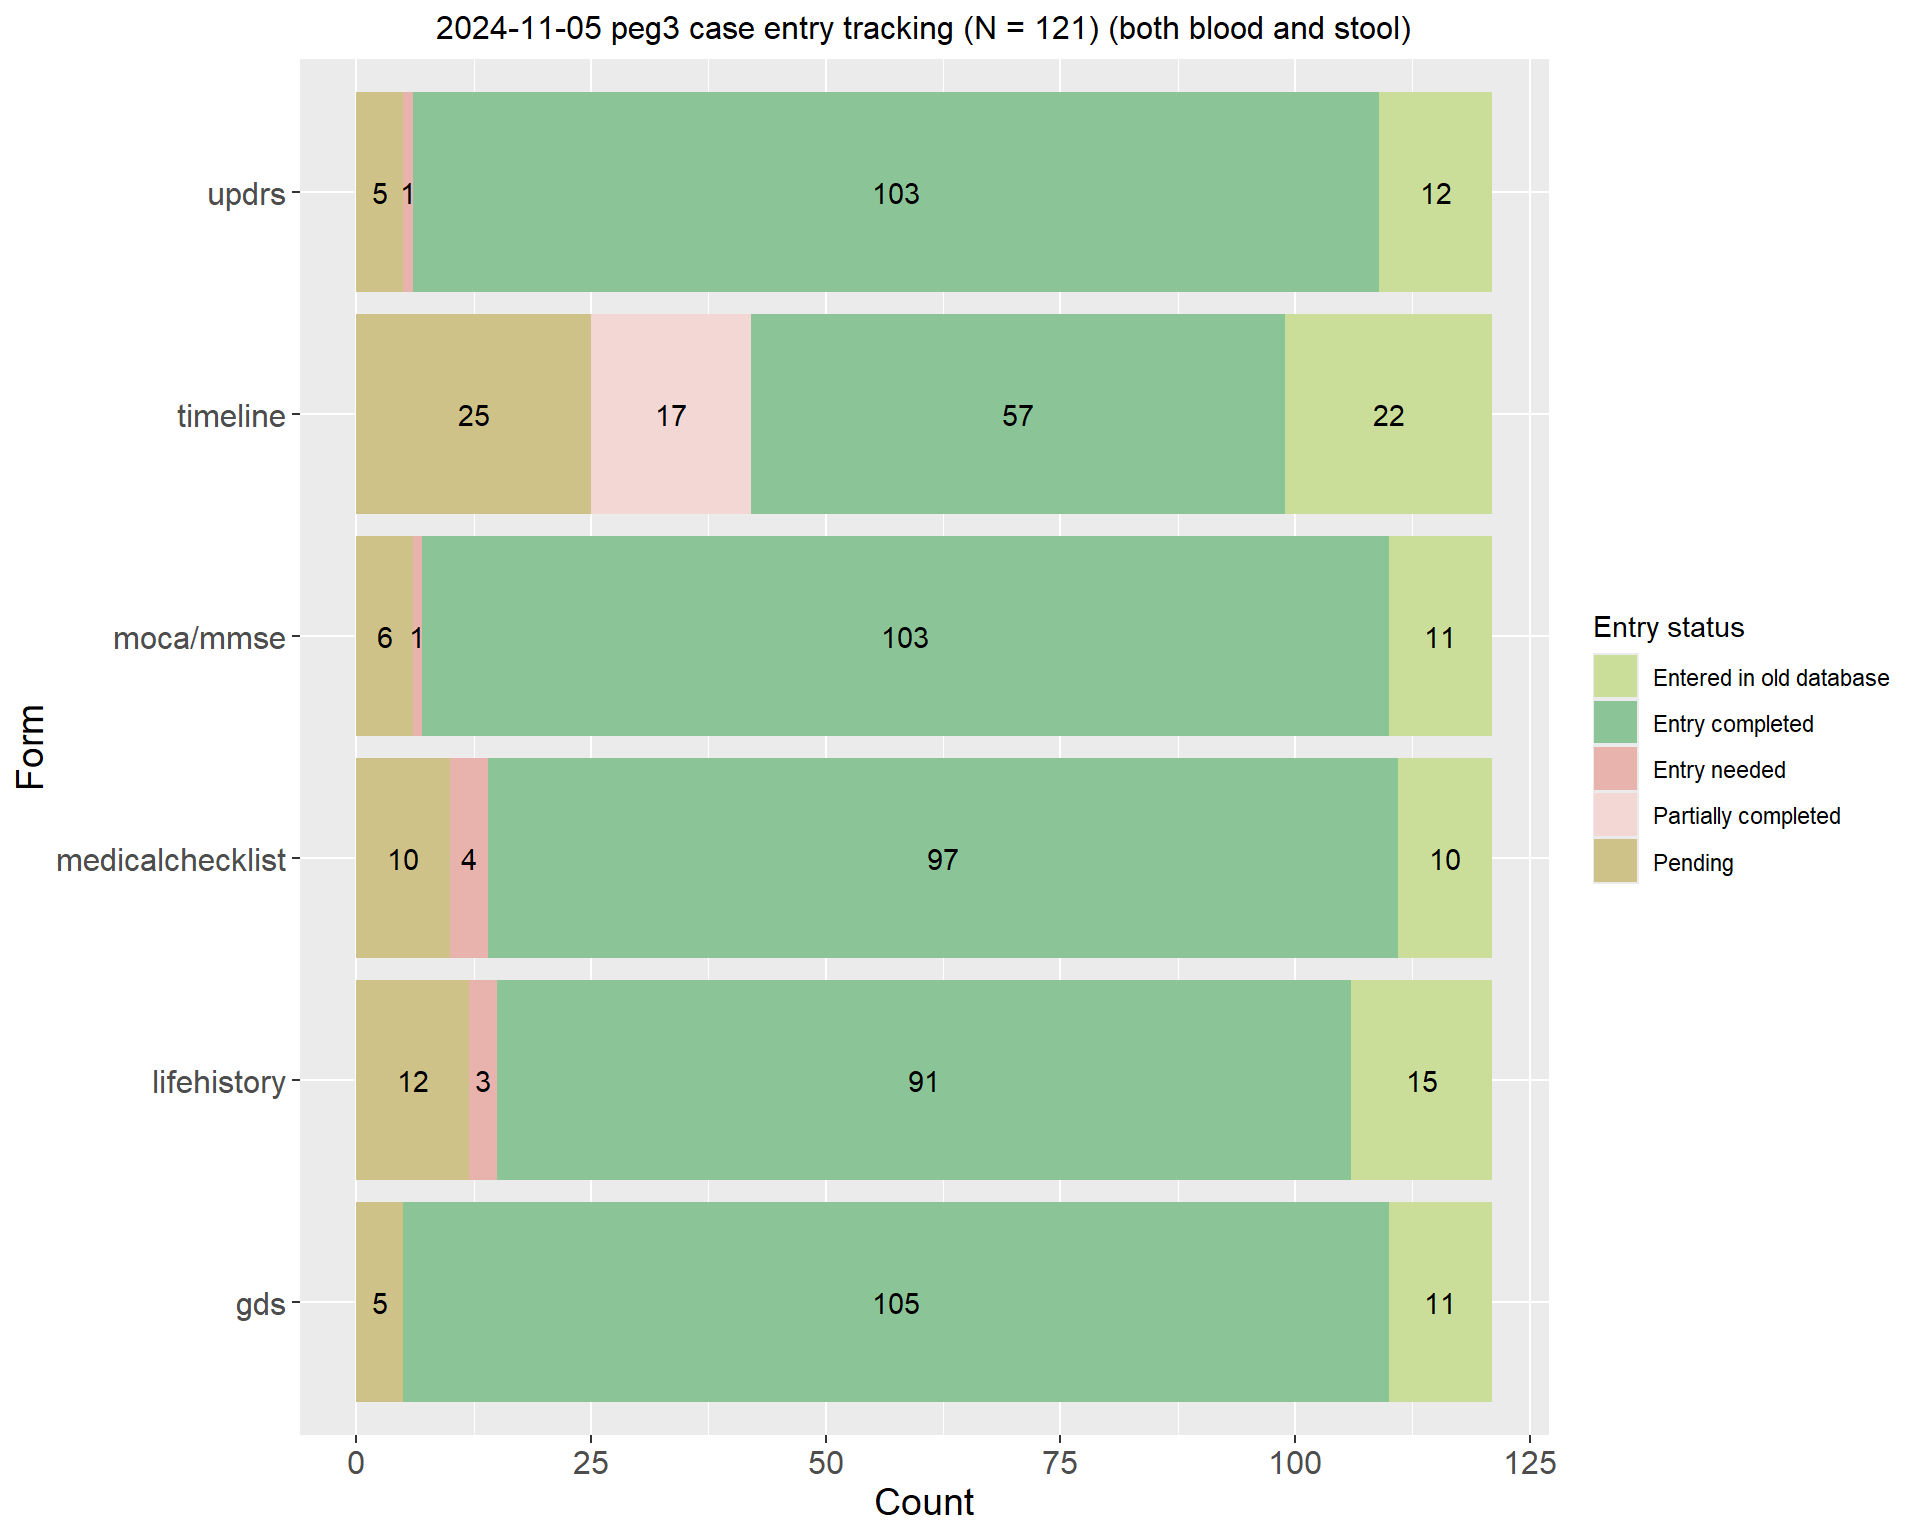 2024-11-05 peg3 case entry tracking (N = 121) (both blood and stool)
updrs
5 1 103 12
timeline
25 17 57 22
moca/mmse
6 1 103 11
medicalchecklist
10 4 97 10
lifehistory
12 3 91 15
gds
5 105 11
0 25 50 75 100 125
Count
Form
Entry status
Entered in old database
Entry completed
Entry needed
Partially completed
Pending